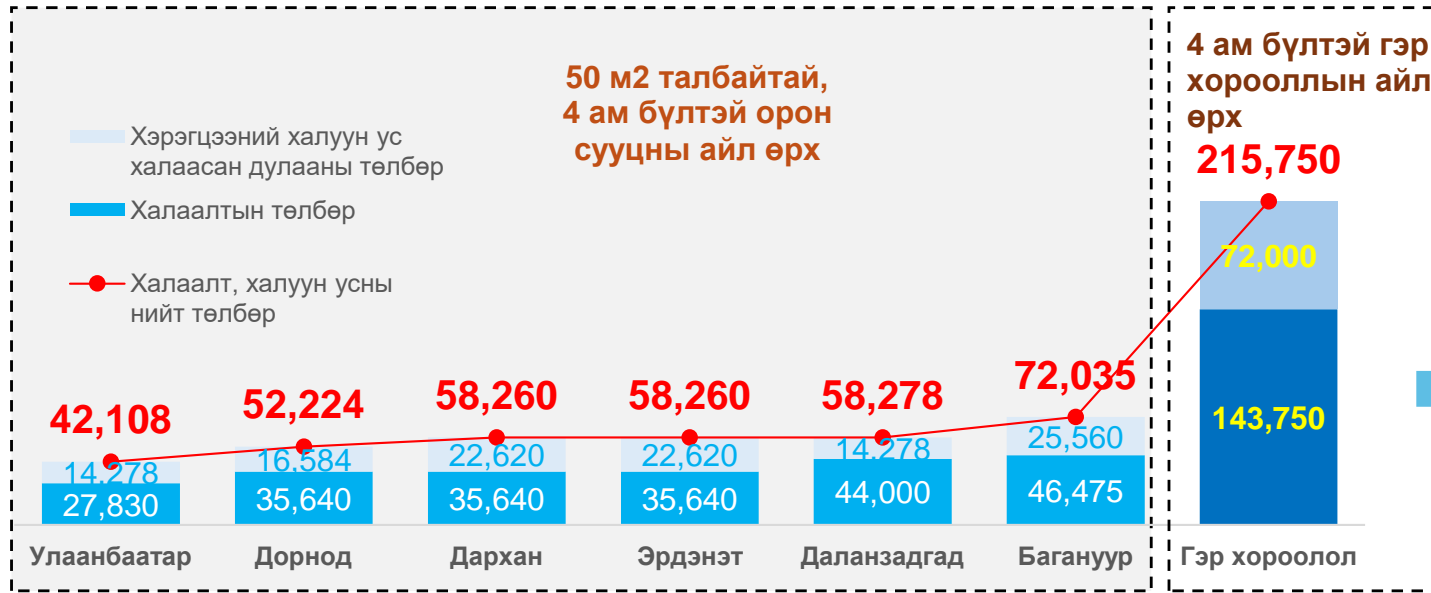 50 м2 талбайтай,
4 ам бүлтэй орон
сууцны айл өрх
4 ам бүлтэй гэр
хорооллын айл
өрх
Хэрэгцээний халуун ус
халаасан дулааны төлбөр
Халаалтын төлбөр
Халаалт, халуун усны
нийт төлбөр
42,108
52,224
58,260
58,260
58,278
72,035
215,750
14,278
16,584
22,620
22,620
14,278
25,560
72,000
27,830
35,640
35,640
35,640
44,000
46,475
143,750
Улаанбаатар
Дорнод
Дархан
Эрдэнэт
Даланзадгад
Багануур
Гэр хороолол